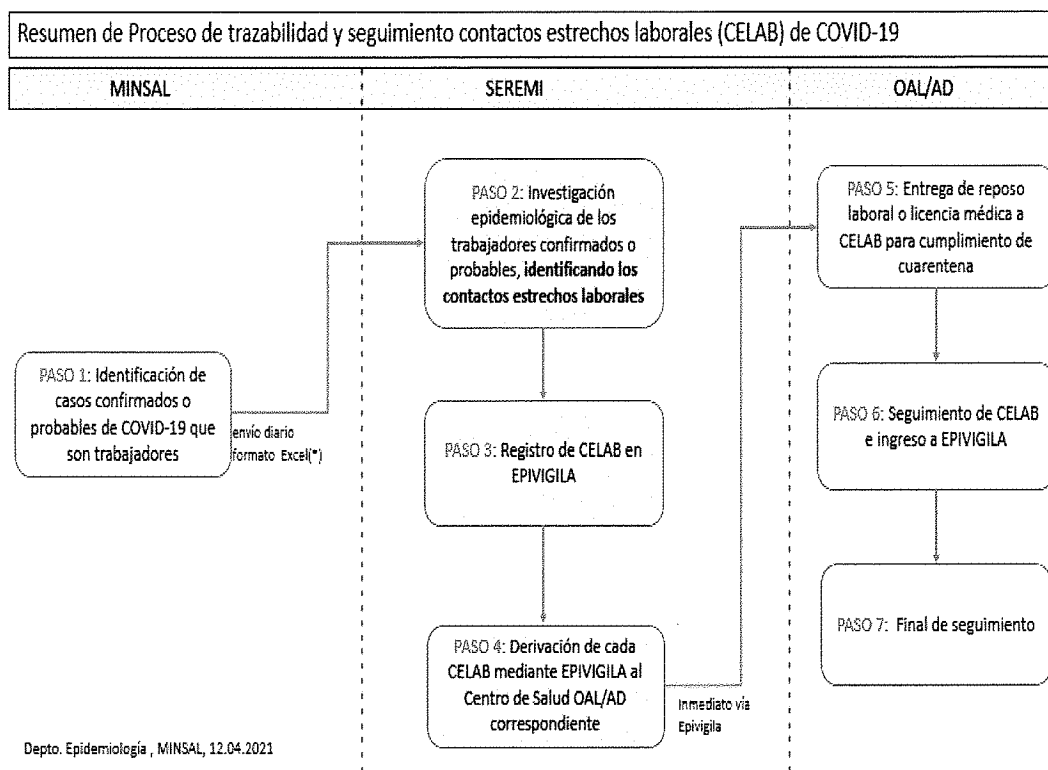 Resumen de Proceso de trazabilidad y seguimiento contactos estrechos laborales (CELAB) de COVID-19
MINSAL
SEREMI
OAL/AD
PASO 1: Identificación de
casos confirmados o
probables de COVID-19 que
son trabajadores
envío diario
formato Excel(*)
PASO 2: Investigación
epidemiológica de los
trabajadores confirmados o
probables, identificando los
contactos estrechos laborales
PASO 3: Registro de CELAB en
EPIVIGILA
PASO 4: Derivación de cada
CELAB mediante EPIVIGILA al
Centro de Salud OAL/AD
correspondiente
Inmediato vía
Epivigila
PASO 5: Entrega de reposo
laboral o licencia médica a
CELAB para cumplimiento de
cuarentena
PASO 6: Seguimiento de CELAB
e ingreso a EPIVIGILA
PASO 7: Final de seguimiento
Depto. Epidemiología , MINSAL, 12.04.2021